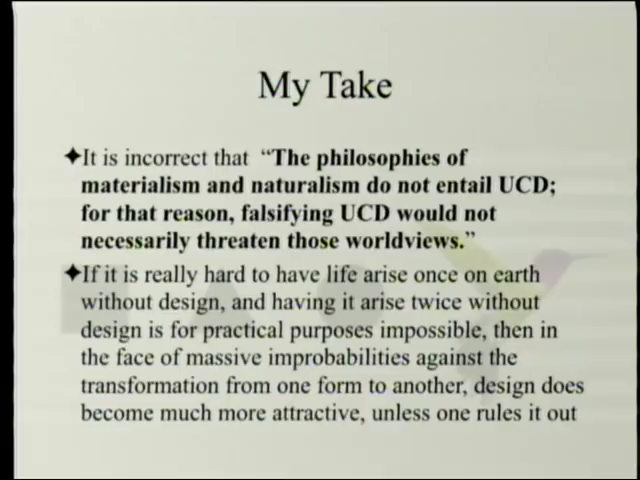 My Take
✦It is incorrect that “The philosophies of
materialism and naturalism do not entail UCD;
for that reason, falsifying UCD would not
necessarily threaten those worldviews.”
✦If it is really hard to have life arise once on earth
without design, and having it arise twice without
design is for practical purposes impossible, then in
the face of massive improbabilities against the
transformation from one form to another, design does
become much more attractive, unless one rules it out